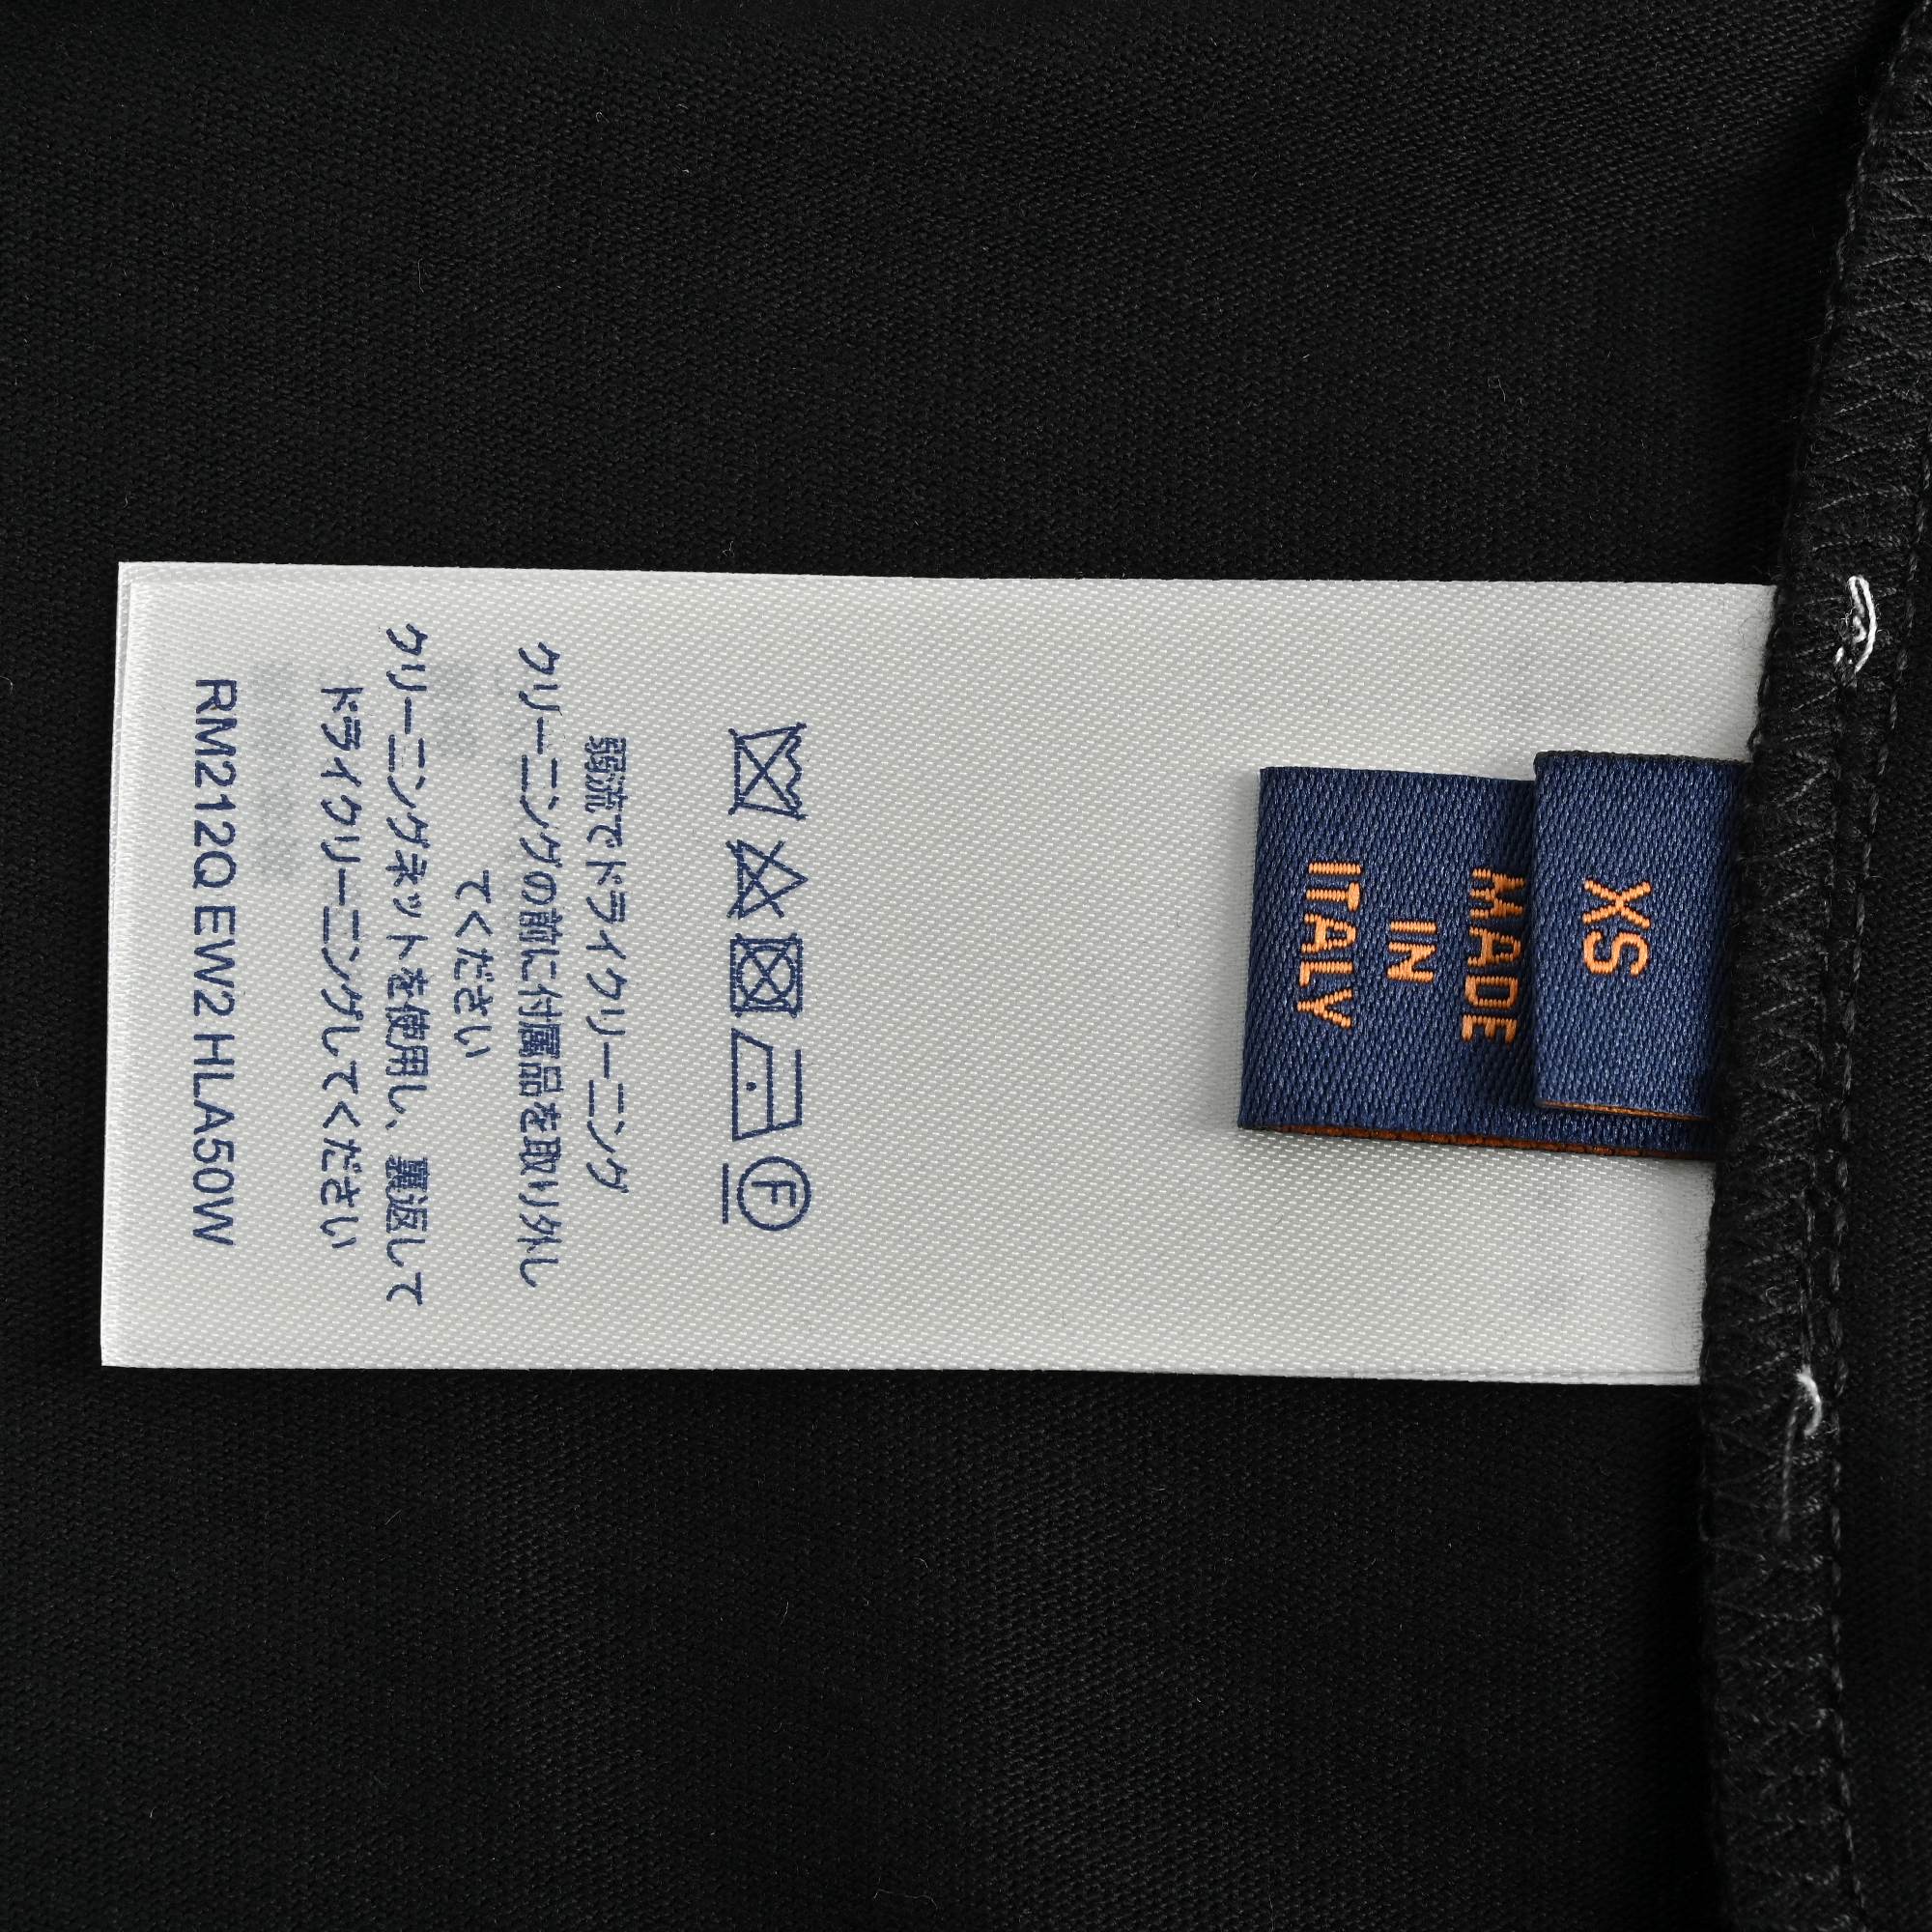 XS
MADE
IN
ITALY
F
弱流でドライクリーニング
クリーニングの前に付属品を取り外し
てください
クリーニングネットを使用し、裏返して
ドライクリーニングしてください
RM212Q EW2 HLA50W